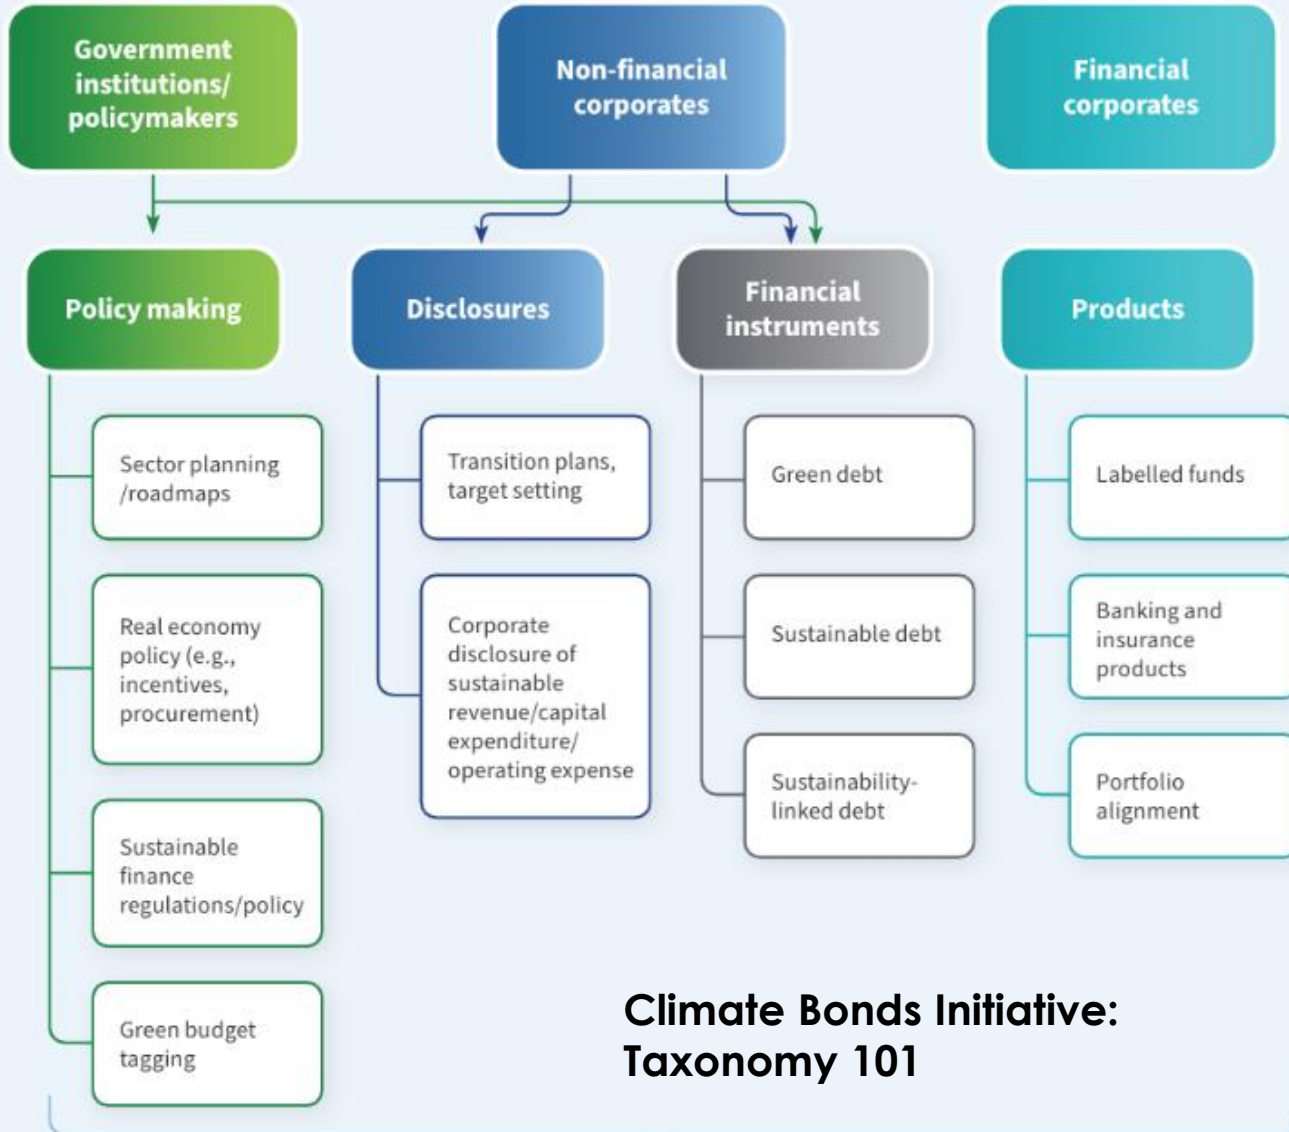 Government
institutions/
policymakers
Non-financial
corporates
Financial
corporates
Policy making
Disclosures
Financial
instruments
Products
Sector planning
/roadmaps
Real economy
policy (e.g.,
incentives,
procurement)
Sustainable
finance
regulations/policy
Green budget
tagging
Transition plans,
target setting
Corporate
disclosure of
sustainable
revenue/capital
expenditure/
operating expense
Green debt
Sustainable debt
Sustainability-
linked debt
Labelled funds
Banking and
insurance
products
Portfolio
alignment
Climate Bonds Initiative:
Taxonomy 101